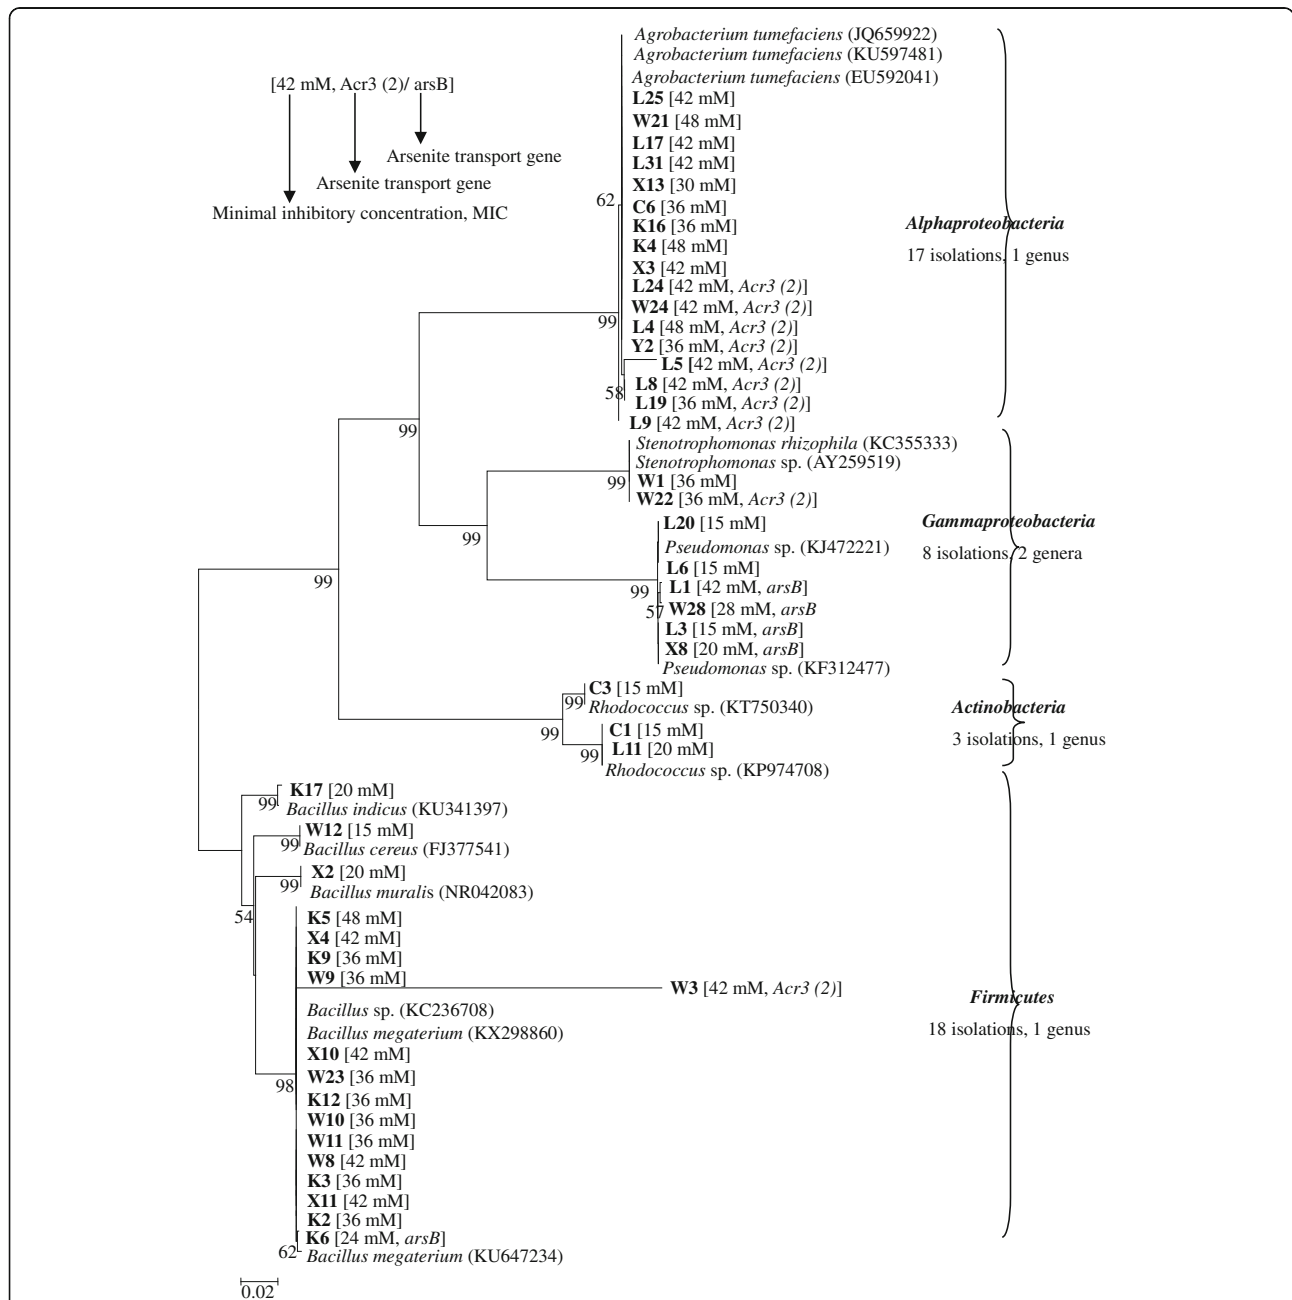 Agrobacterium tumefaciens (JQ659922)
Agrobacterium tumefaciens (KU597481)
Agrobacterium tumefaciens (EU592041)
[42 mM, Acr3 (2)/ arsB]
Arsenite transport gene
Arsenite transport gene
Minimal inhibitory concentration, MIC
L25 [42 mM]
W21 [48 mM]
L17 [42 mM]
L31 [42 mM]
X13 [30 mM]
62
C6 [36 mM]
K16 [36 mM]
K4 [48 mM]
X3 [42 mM]
L24 [42 mM, Acr3 (2)]
W24 [42 mM, Acr3 (2)]
99
L4 [48 mM, Acr3 (2)]
Y2 [36 mM, Acr3 (2)]
L5 [42 mM, Acr3 (2)]
L8 [42 mM, Acr3 (2)]
58
L19 [36 mM, Acr3 (2)]
L9 [42 mM, Acr3 (2)]
Alphaproteobacteria
17 isolations, 1 genus
99
Stenotrophomonas rhizophila (KC355333)
Stenotrophomonas sp. (AY259519)
99
W1 [36 mM]
W22 [36 mM, Acr3 (2)]
99
L20 [15 mM]
Pseudomonas sp. (KJ472221)
L6 [15 mM]
99
L1 [42 mM, arsB]
57
W28 [28 mM, arsB
L3 [15 mM, arsB]
X8 [20 mM, arsB]
Pseudomonas sp. (KF312477)
Gammaproteobacteria
8 isolations, 2 genera
99
C3 [15 mM]
99
Rhodococcus sp. (KT750340)
99
C1 [15 mM]
L11 [20 mM]
99
Rhodococcus sp. (KP974708)
Actinobacteria
3 isolations, 1 genus
K17 [20 mM]
99
Bacillus indicus (KU341397)
W12 [15 mM]
99
Bacillus cereus (FJ377541)
X2 [20 mM]
99
Bacillus muralis (NR042083)
54
K5 [48 mM]
X4 [42 mM]
K9 [36 mM]
W9 [36 mM]
W3 [42 mM, Acr3 (2)]
Bacillus sp. (KC236708)
Bacillus megaterium (KX298860)
X10 [42 mM]
98
W23 [36 mM]
K12 [36 mM]
W10 [36 mM]
W11 [36 mM]
W8 [42 mM]
K3 [36 mM]
X11 [42 mM]
K2 [36 mM]
K6 [24 mM, arsB]
62
Bacillus megaterium (KU647234)
Firmicutes
18 isolations, 1 genus
0.02